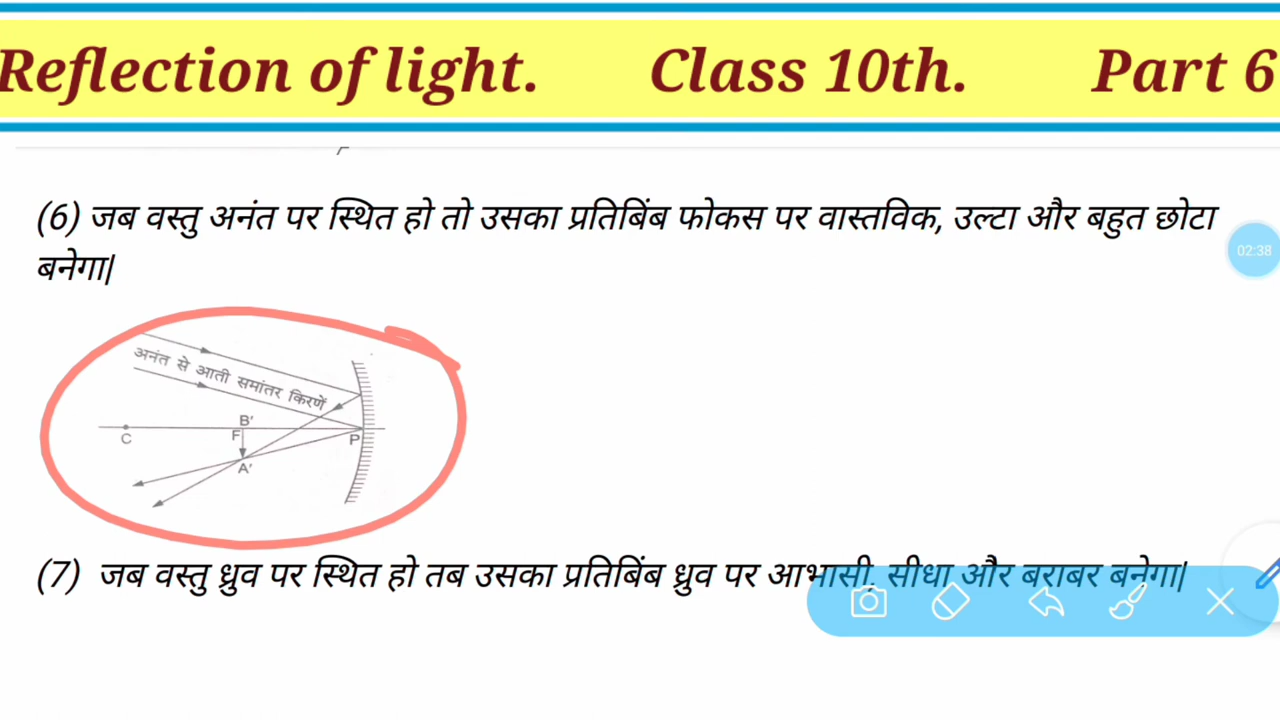 Reflection of light. Class 10th. Part 6
(6) जब वस्तु अनंत पर स्थित हो तो उसका प्रतिबिंब फोकस पर वास्तविक, उल्टा और बहुत छोटा
बनेगा|
02:38
अनंत से आती समांतर किरणें
B'
C
F
P
A'
(7) जब वस्तु ध्रुव पर स्थित हो तब उसका प्रतिबिंब ध्रुव पर आभासी, सीधा और बराबर बनेगा|